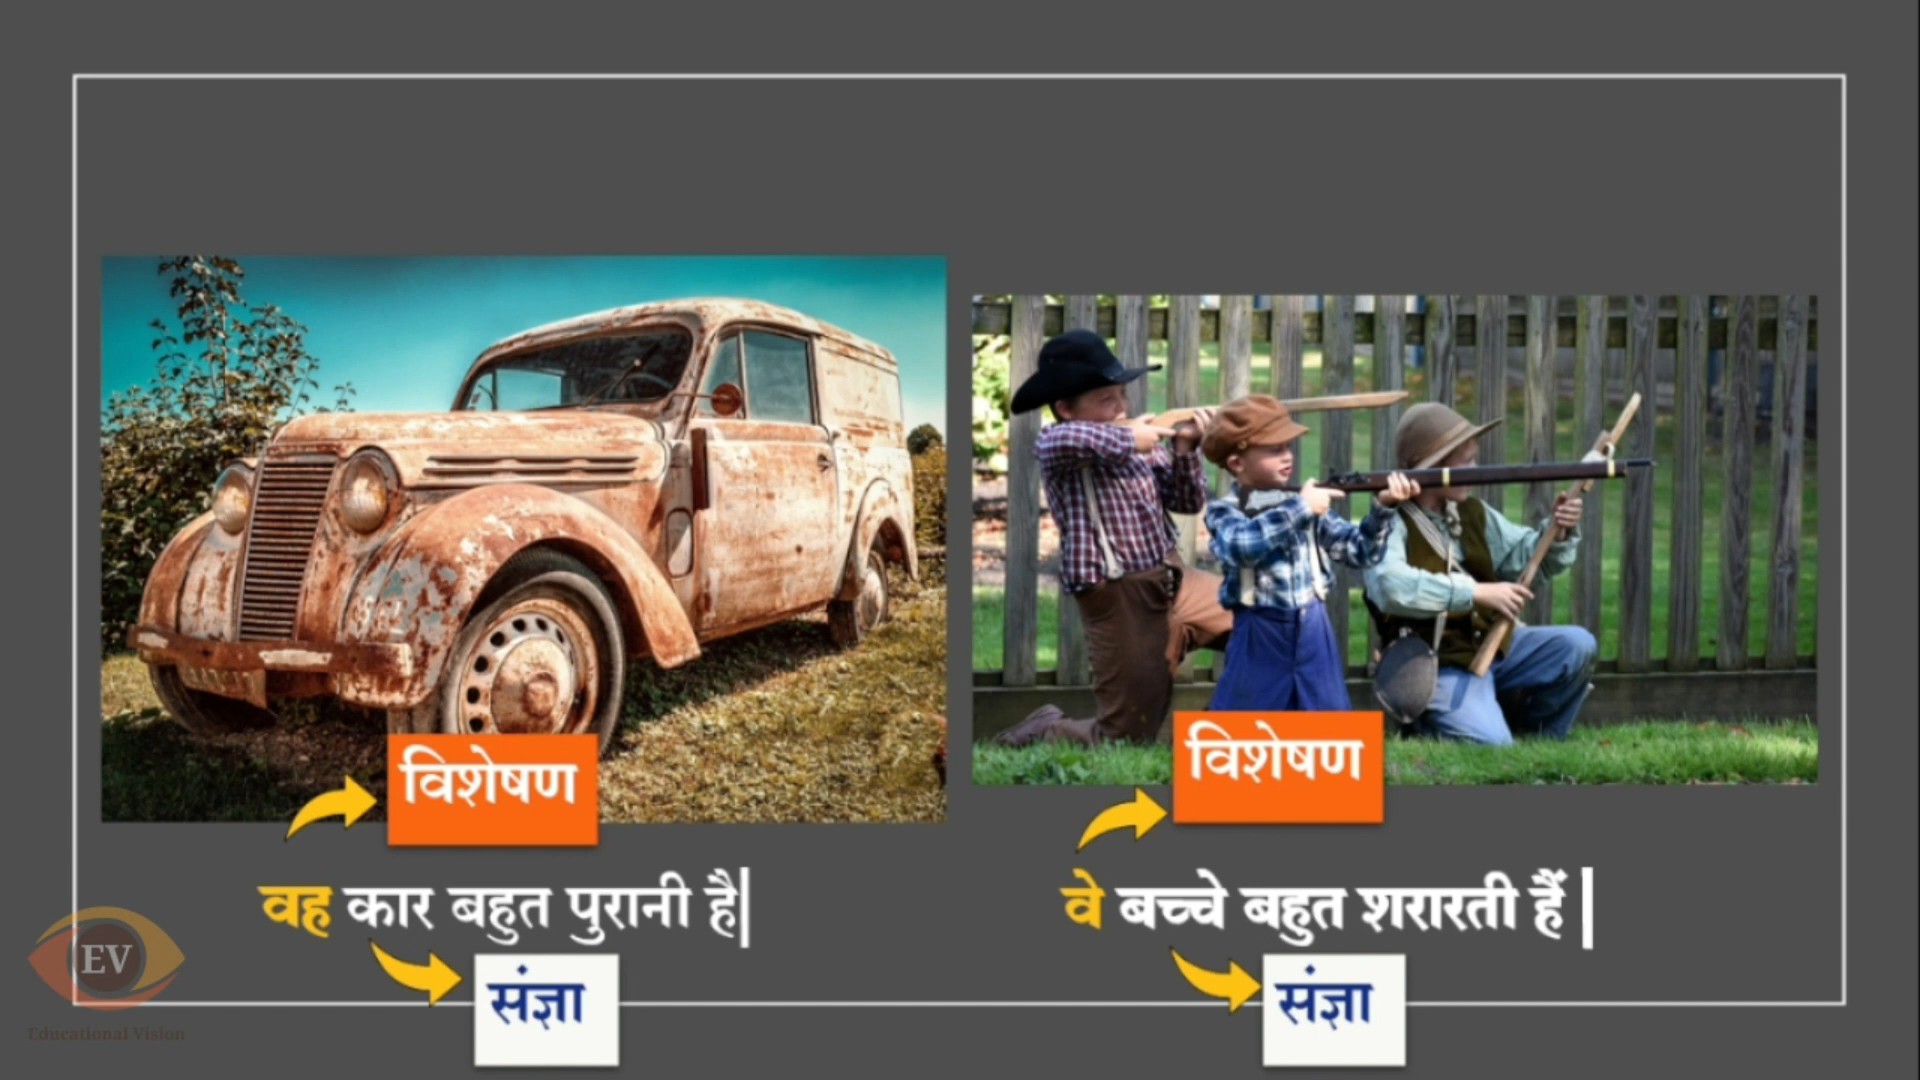 विशेषण
वह कार बहुत पुरानी है|
संज्ञा
विशेषण
वे बच्चे बहुत शरारती हैं |
संज्ञा
EV
Educational Vision